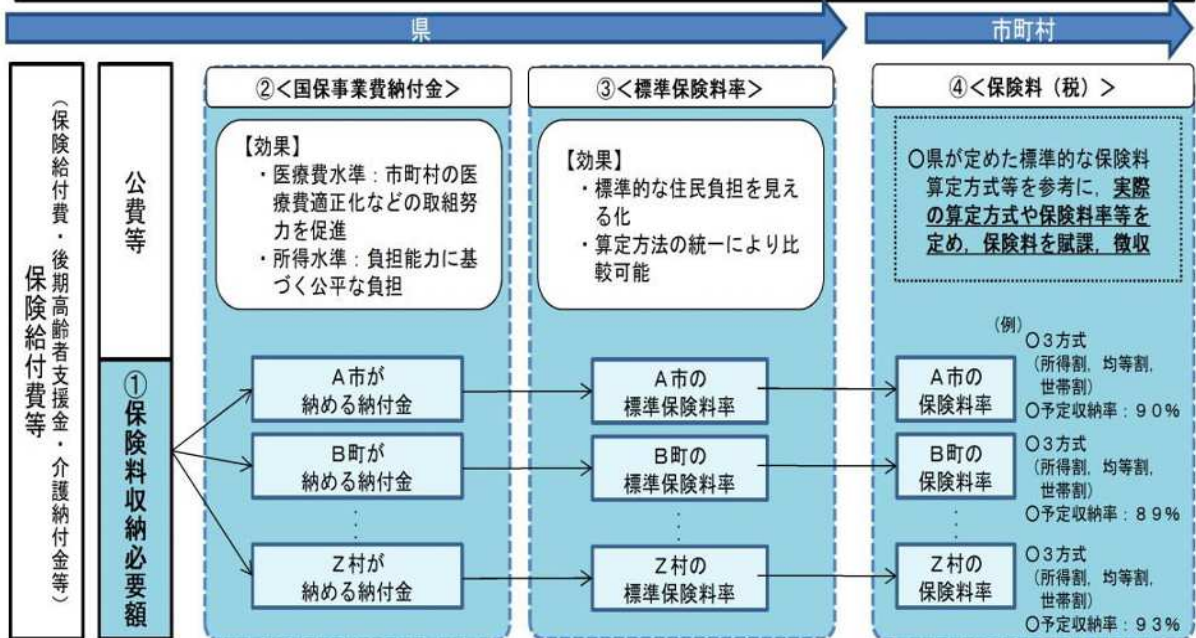 県
市町村
保険給付費等
（保険給付費・後期高齢者支援金・介護納付金等）
公費等
①保険料収納必要額
②＜国保事業費納付金＞
【効果】
・医療費水準：市町村の医
療費適正化などの取組努
力を促進
・所得水準：負担能力に基
づく公平な負担
A市が
納める納付金
B町が
納める納付金
：
Z村が
納める納付金
③＜標準保険料率＞
【効果】
・標準的な住民負担を見え
る化
・算定方法の統一により比
較可能
A市の
標準保険料率
B町の
標準保険料率
：
Z村の
標準保険料率
④＜保険料（税）＞
〇県が定めた標準的な保険料
算定方式等を参考に，実際
の算定方式や保険料率等を
定め，保険料を賦課，徴収
（例）
A市の
保険料率
〇３方式
（所得割，均等割，
世帯割）
〇予定収納率：９０％
B町の
保険料率
〇３方式
（所得割，均等割，
世帯割）
〇予定収納率：８９％
：
Z村の
保険料率
〇３方式
（所得割，均等割，
世帯割）
〇予定収納率：９３％